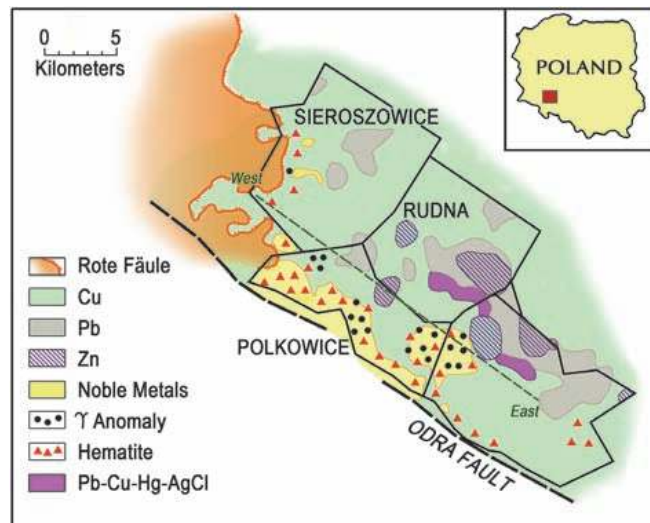 0 5
Kilometers
POLAND
SIEROSZOWICE
West
RUDNA
Rote Fäule
Cu
Pb
Zn
POLKOWICE
Noble Metals
ϒ Anomaly
East
Hematite
ODRA FAULT
Pb-Cu-Hg-AgCl